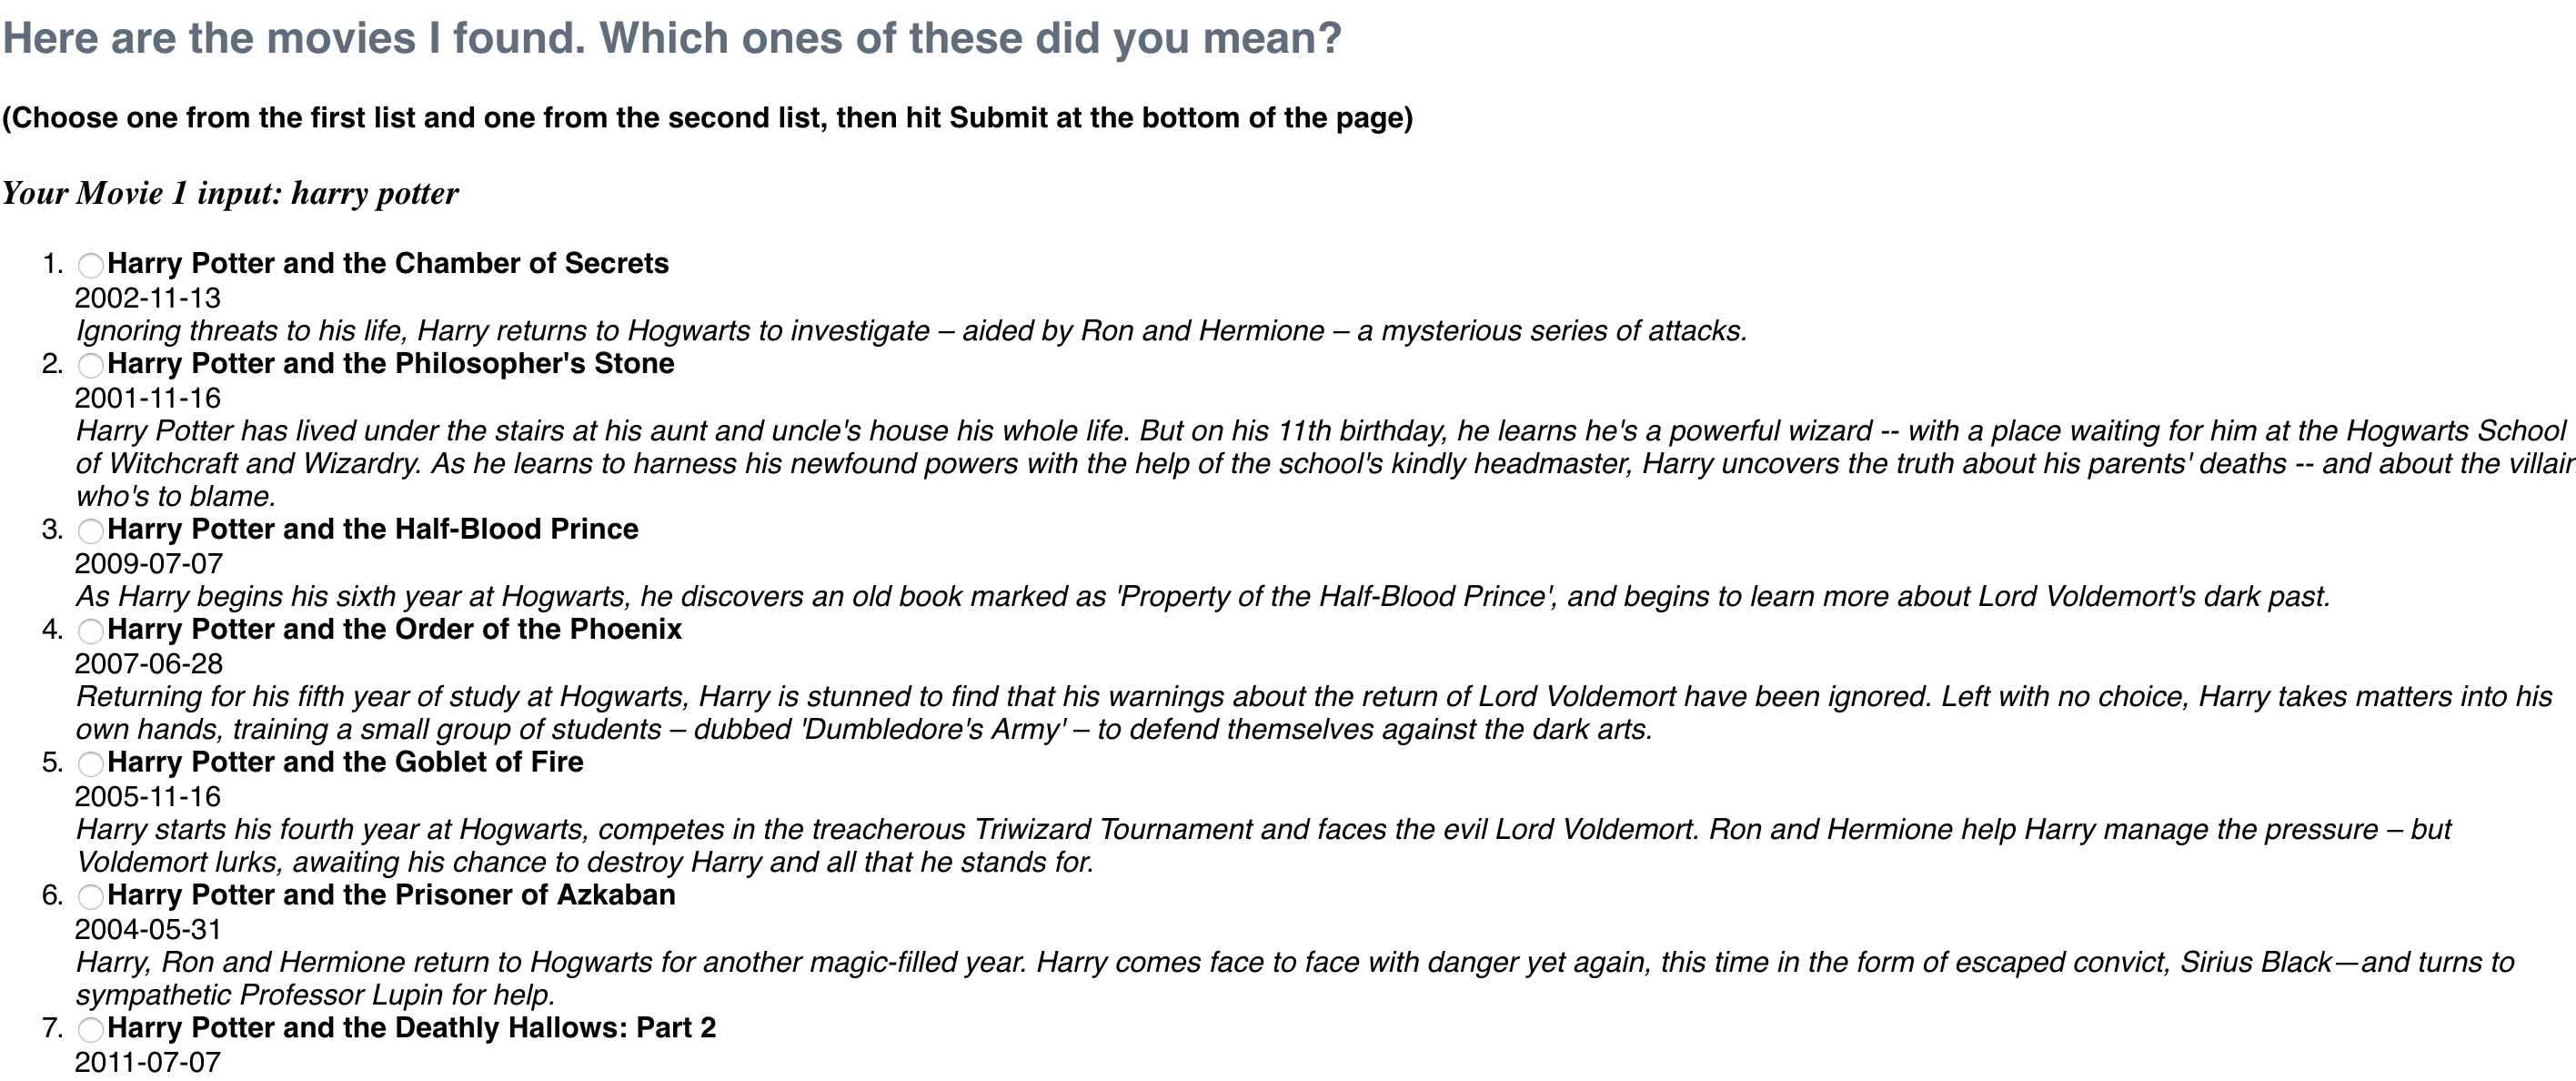 Here are the movies I found. Which ones of these did you mean?
(Choose one from the first list and one from the second list, then hit Submit at the bottom of the page)
Your Movie 1 input: harry potter
1. Harry Potter and the Chamber of Secrets
2002-11-13
Ignoring threats to his life, Harry returns to Hogwarts to investigate – aided by Ron and Hermione – a mysterious series of attacks.
2. Harry Potter and the Philosopher's Stone
2001-11-16
Harry Potter has lived under the stairs at his aunt and uncle's house his whole life. But on his 11th birthday, he learns he's a powerful wizard -- with a place waiting for him at the Hogwarts School
of Witchcraft and Wizardry. As he learns to harness his newfound powers with the help of the school's kindly headmaster, Harry uncovers the truth about his parents' deaths -- and about the villain
who's to blame.
3. Harry Potter and the Half-Blood Prince
2009-07-07
As Harry begins his sixth year at Hogwarts, he discovers an old book marked as 'Property of the Half-Blood Prince', and begins to learn more about Lord Voldemort's dark past.
4. Harry Potter and the Order of the Phoenix
2007-06-28
Returning for his fifth year of study at Hogwarts, Harry is stunned to find that his warnings about the return of Lord Voldemort have been ignored. Left with no choice, Harry takes matters into his
own hands, training a small group of students – dubbed 'Dumbledore's Army' – to defend themselves against the dark arts.
5. Harry Potter and the Goblet of Fire
2005-11-16
Harry starts his fourth year at Hogwarts, competes in the treacherous Triwizard Tournament and faces the evil Lord Voldemort. Ron and Hermione help Harry manage the pressure – but
Voldemort lurks, awaiting his chance to destroy Harry and all that he stands for.
6. Harry Potter and the Prisoner of Azkaban
2004-05-31
Harry, Ron and Hermione return to Hogwarts for another magic-filled year. Harry comes face to face with danger yet again, this time in the form of escaped convict, Sirius Black—and turns to
sympathetic Professor Lupin for help.
7. Harry Potter and the Deathly Hallows: Part 2
2011-07-07